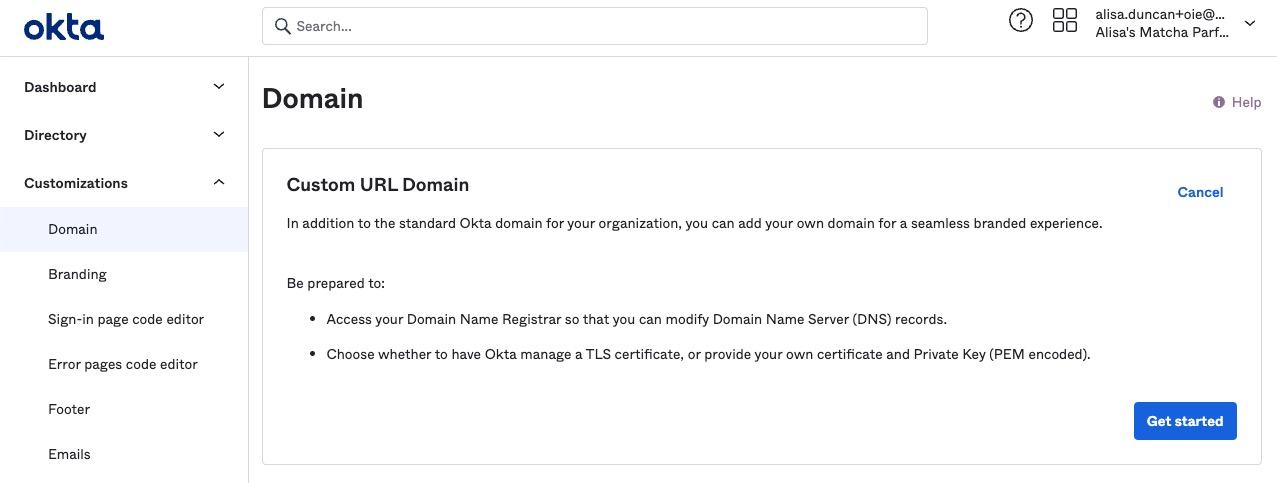 okta
Search...
alisa.duncan+oie@...
Alisa's Matcha Parf...
Dashboard
Directory
Customizations
Domain
Branding
Sign-in page code editor
Error pages code editor
Footer
Emails
Domain
Help
Custom URL Domain
Cancel
In addition to the standard Okta domain for your organization, you can add your own domain for a seamless branded experience.
Be prepared to:
• Access your Domain Name Registrar so that you can modify Domain Name Server (DNS) records.
• Choose whether to have Okta manage a TLS certificate, or provide your own certificate and Private Key (PEM encoded).
Get started